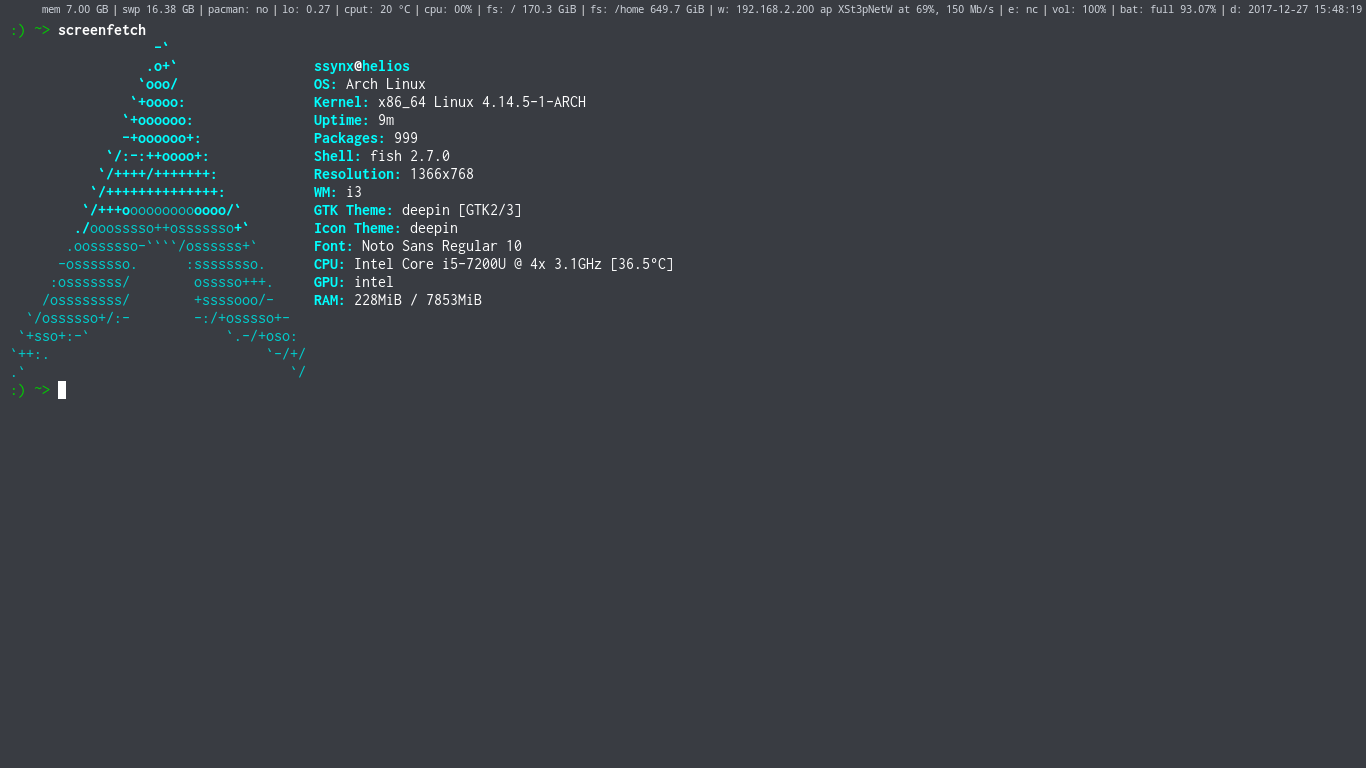 mem 7.00 GB | swp 16.38 GB | pacman: no | lo: 0.27 | cput: 20 °C | cpu: 00% | fs: / 170.3 GiB | fs: /home 649.7 GiB | w: 192.168.2.200 ap XSt3pNetW at 69%, 150 Mb/s | e: nc | vol: 100% | bat: full 93.07% | d: 2017-12-27 15:48:19
:) ~> screenfetch
                  -`
                 .o+`                 ssynx@helios
                `ooo/                 OS: Arch Linux
               `+oooo:                Kernel: x86_64 Linux 4.14.5-1-ARCH
              `+oooooo:               Uptime: 9m
              -+oooooo+:              Packages: 999
            `/:-:++oooo+:             Shell: fish 2.7.0
           `/++++/+++++++:            Resolution: 1366x768
          `/++++++++++++++:           WM: i3
         `/+++ooooooooooooo/`         GTK Theme: deepin [GTK2/3]
        ./ooosssso++osssssso+`        Icon Theme: deepin
       .oossssso-````/ossssss+`       Font: Noto Sans Regular 10
      -osssssso.      :ssssssso.      CPU: Intel Core i5-7200U @ 4x 3.1GHz [36.5°C]
     :osssssss/        osssso+++.     GPU: intel
    /ossssssss/        +ssssooo/-     RAM: 228MiB / 7853MiB
  `/ossssso+/:-        -:/+osssso+-
 `+sso+:-`                 `.-/+oso:
`++:.                           `-/+/
.`                                 `/
:) ~>